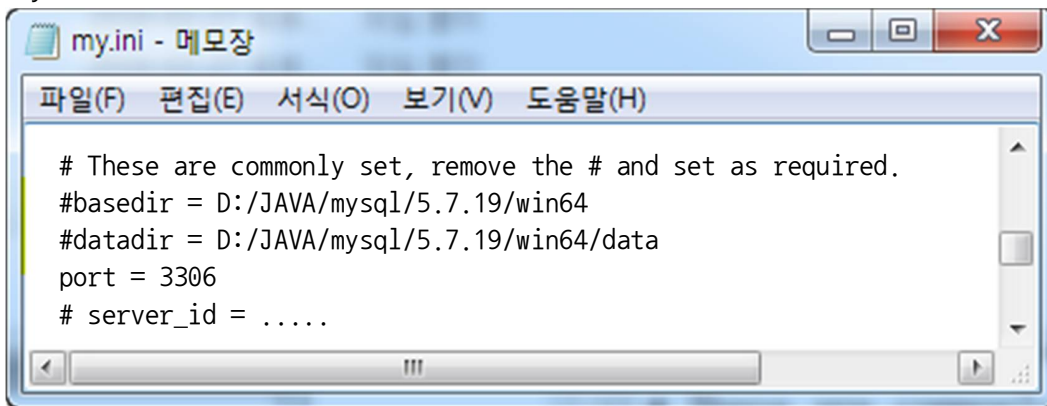 my.ini - 메모장
파일(F) 편집(E) 서식(O) 보기(V) 도움말(H)
# These are commonly set, remove the # and set as required.
#basedir = D:/JAVA/mysql/5.7.19/win64
#datadir = D:/JAVA/mysql/5.7.19/win64/data
port = 3306
# server_id = .....